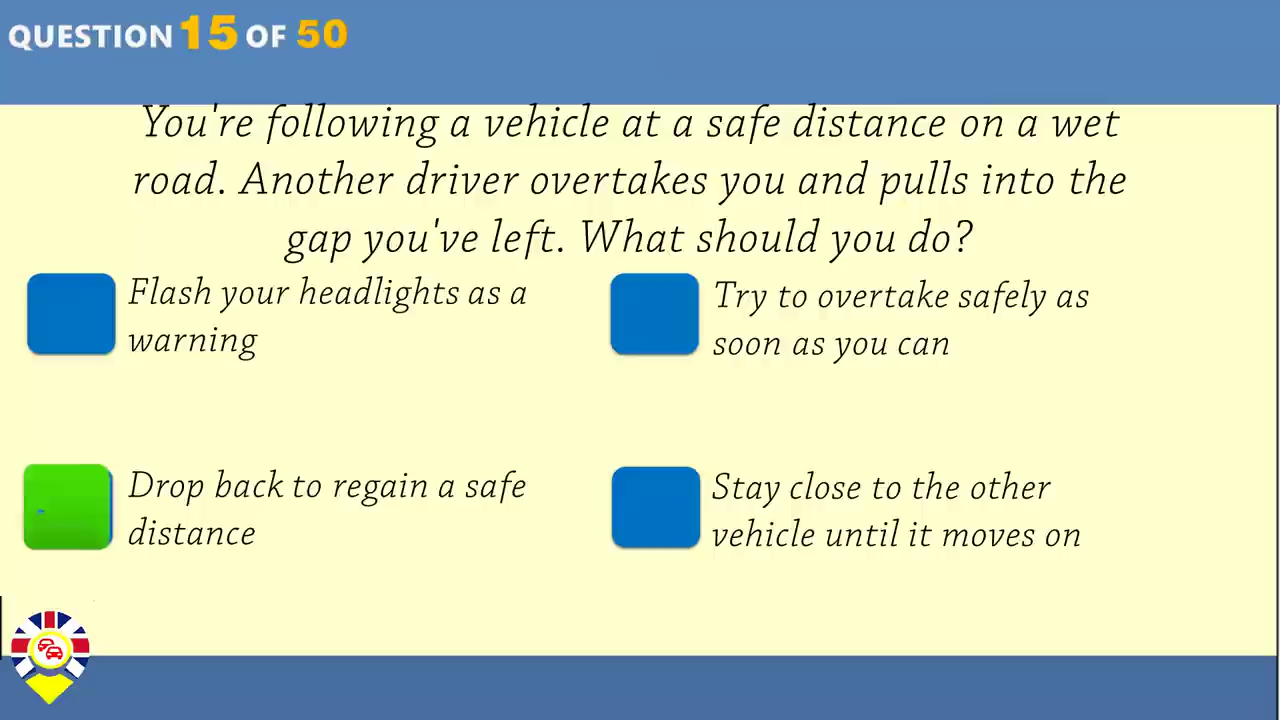 QUESTION 15 OF 50
You're following a vehicle at a safe distance on a wet
road. Another driver overtakes you and pulls into the
gap you've left. What should you do?
Flash your headlights as a
warning
Try to overtake safely as
soon as you can
Drop back to regain a safe
distance
Stay close to the other
vehicle until it moves on